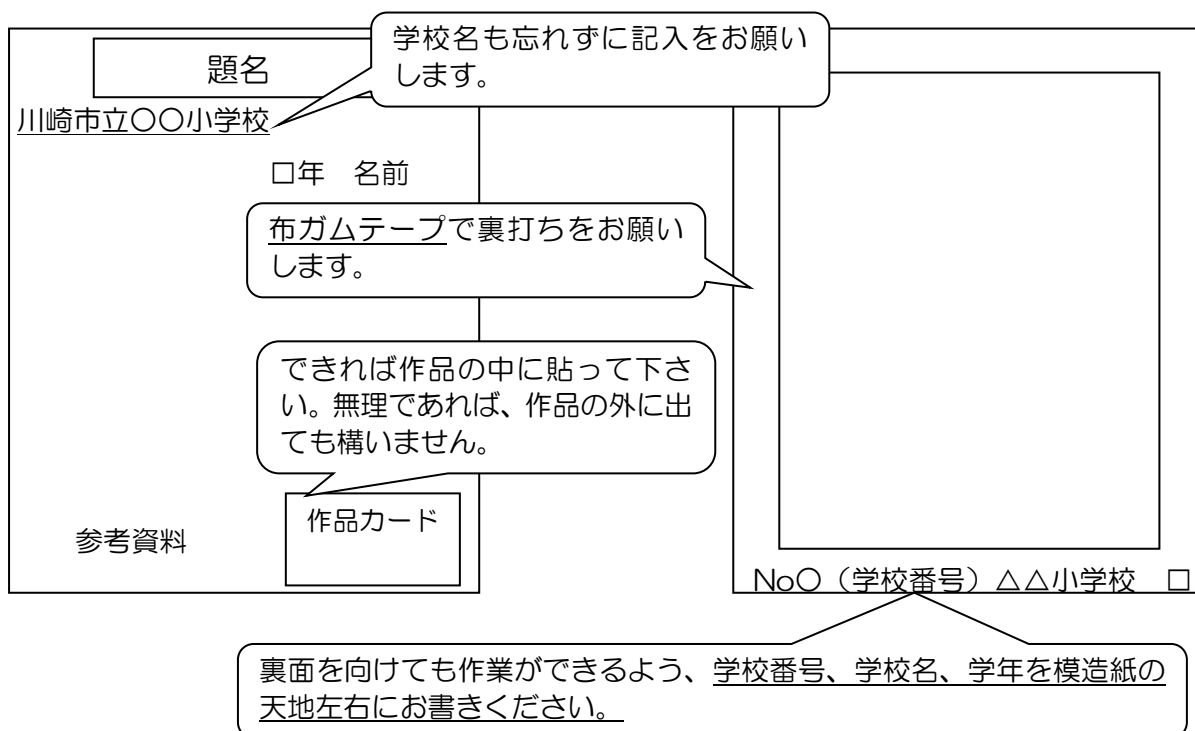 学校名も忘れずに記入をお願い
します。
題名
川崎市立〇〇小学校
□年　名前
布ガムテープで裏打ちをお願い
します。
できれば作品の中に貼って下さ
い。無理であれば、作品の外に出
ても構いません。
作品カード
参考資料
No〇（学校番号）△△小学校　□
裏面を向けても作業ができるよう、学校番号、学校名、学年を模造紙の
天地左右にお書きください。